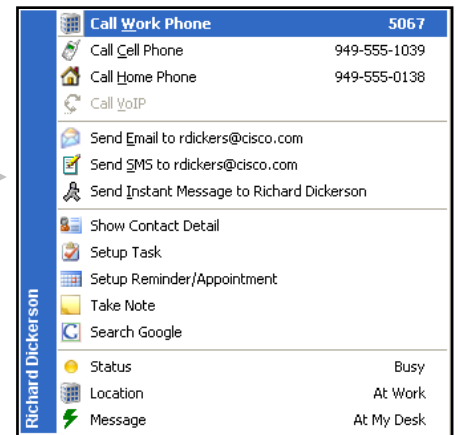 Call Work Phone 5067
Call Cell Phone 949-555-1039
Call Home Phone 949-555-0138
Call VoIP
Send Email to rdickers@cisco.com
Send SMS to rdickers@cisco.com
Send Instant Message to Richard Dickerson
Show Contact Detail
Setup Task
Setup Reminder/Appointment
Take Note
Search Google
Status Busy
Location At Work
Message At My Desk
Richard Dickerson